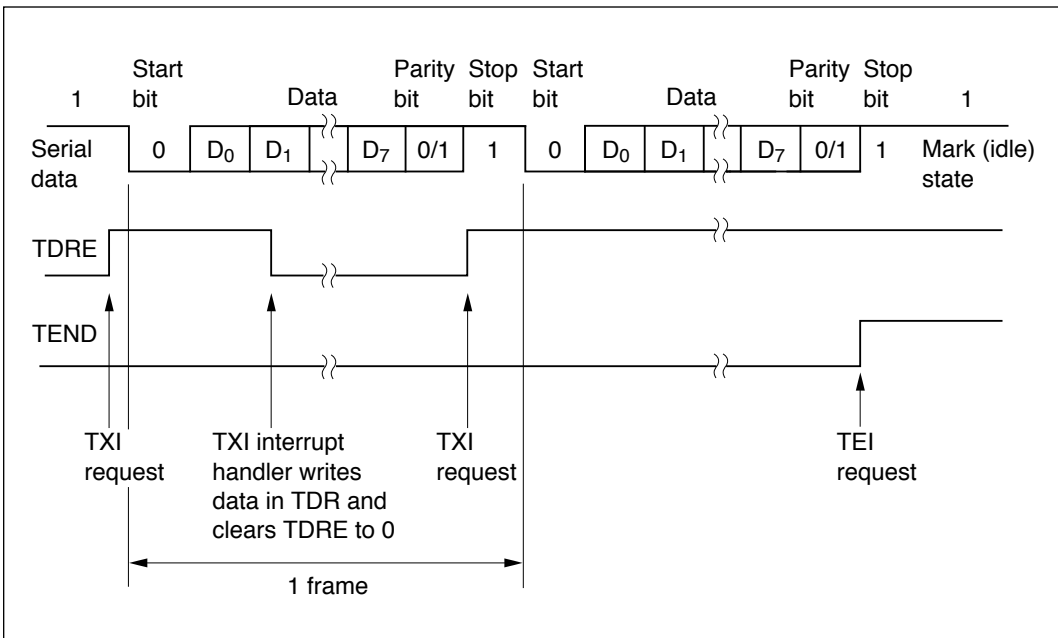 Start
bit
Parity
bit
Stop
bit
Start
bit
Parity
bit
Stop
bit
1 Data Data 1
Serial
data
0 D₀ D₁ D₇ 0/1 1 0 D₀ D₁ D₇ 0/1 1
Mark (idle)
state
TDRE
TEND
TXI
request
TXI interrupt
handler writes
data in TDR and
clears TDRE to 0
TXI
request
TEI
request
1 frame